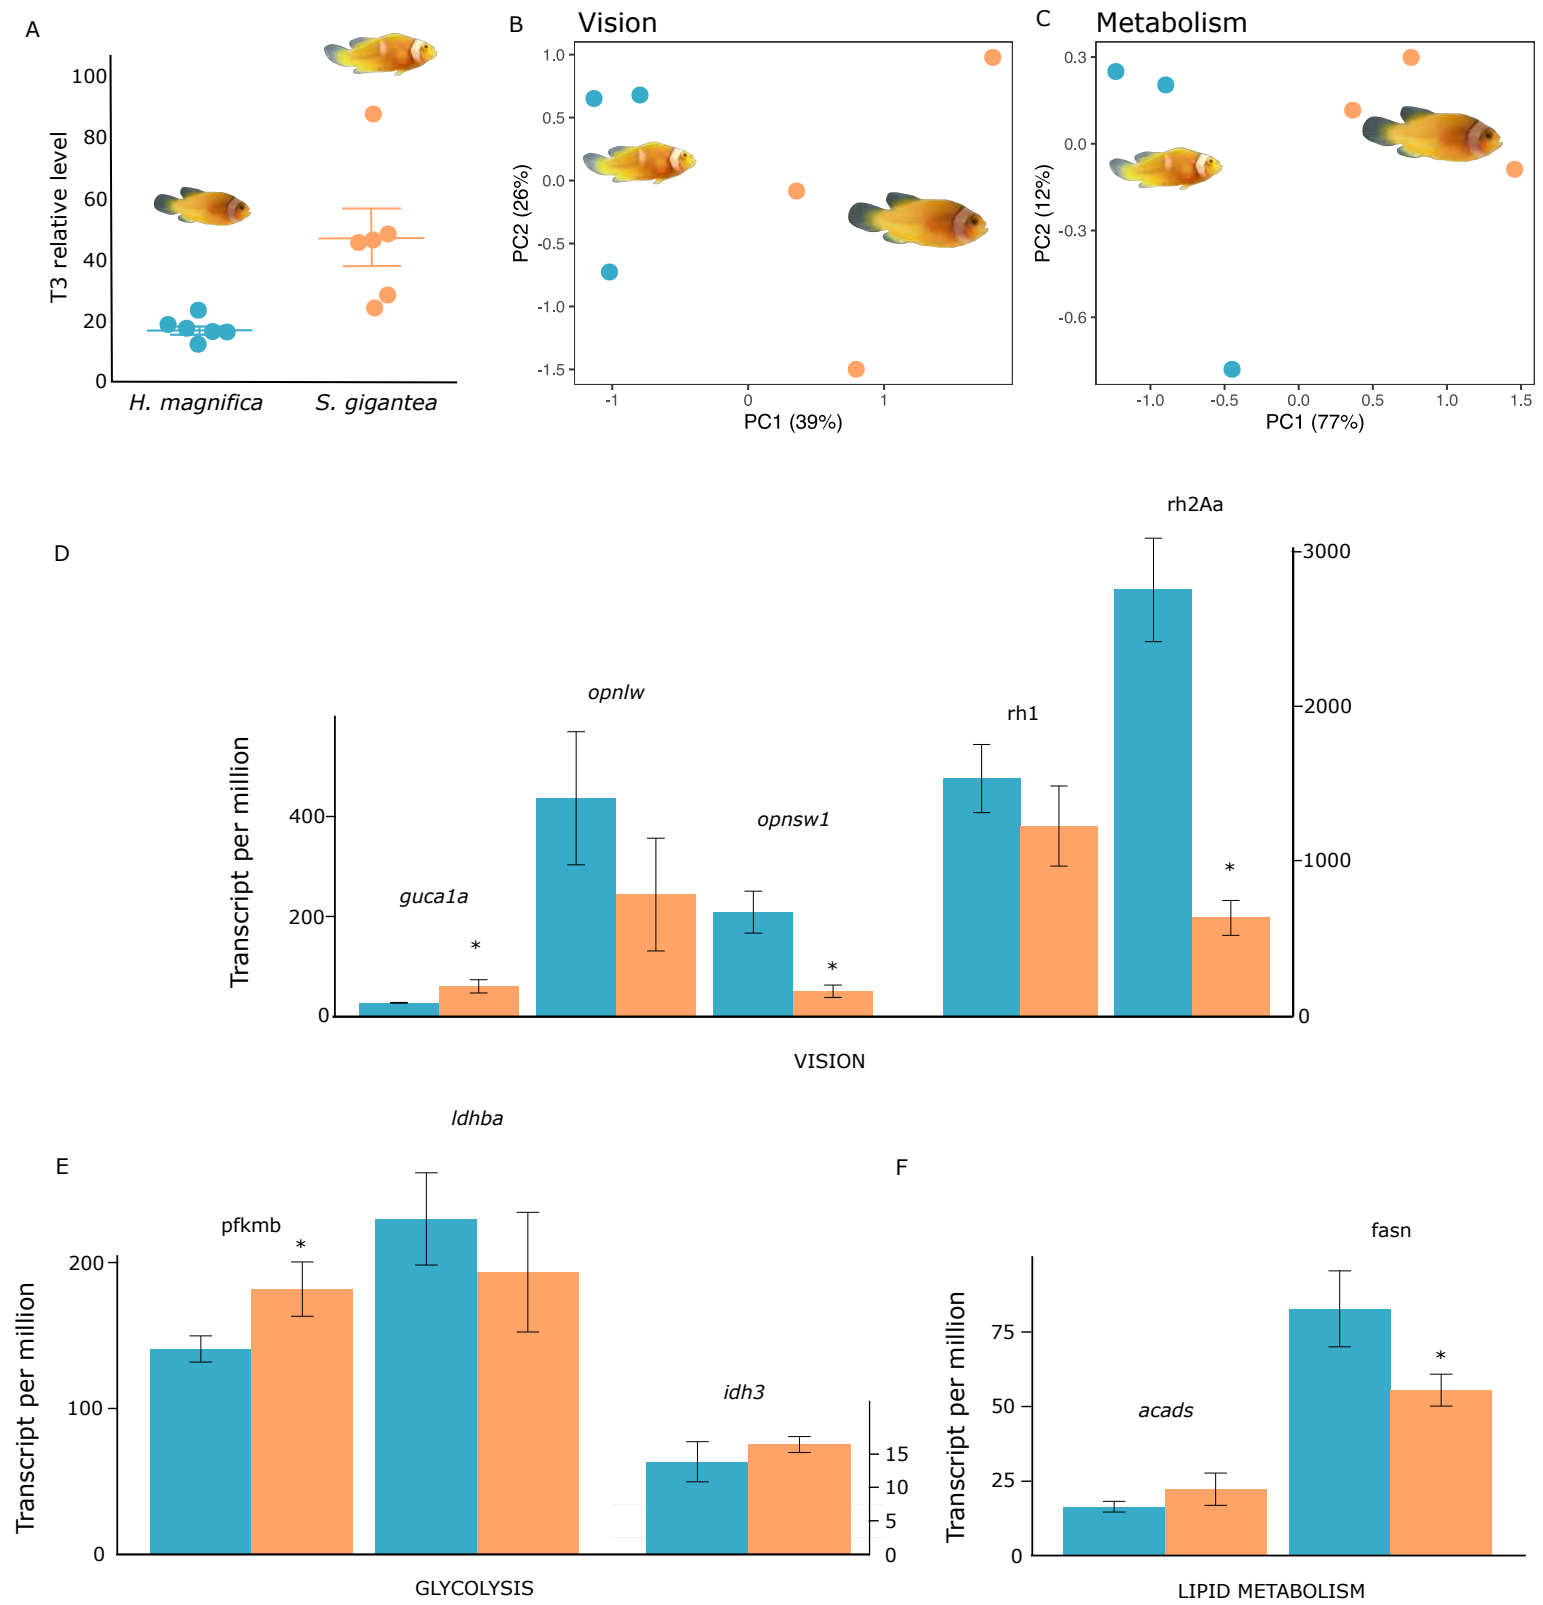 A
T3 relative level
100
80
60
40
20
0
H. magnifica
S. gigantea
B
Vision
PC2 (26%)
1.0
0.5
0.0
-0.5
-1.0
-1.5
-1
0
1
PC1 (39%)
C
Metabolism
PC2 (12%)
0.3
0.0
-0.3
-0.6
-1.0
-0.5
0.0
0.5
1.0
1.5
PC1 (77%)
D
Transcript per million
400
200
0
guca1a
*
opnlw
opnsw1
*
rh1
rh2Aa
*
3000
2000
1000
0
VISION
E
Transcript per million
200
100
0
pfkmb
*
ldhba
idh3
15
10
5
0
GLYCOLYSIS
F
Transcript per million
75
50
25
0
acads
fasn
*
LIPID METABOLISM